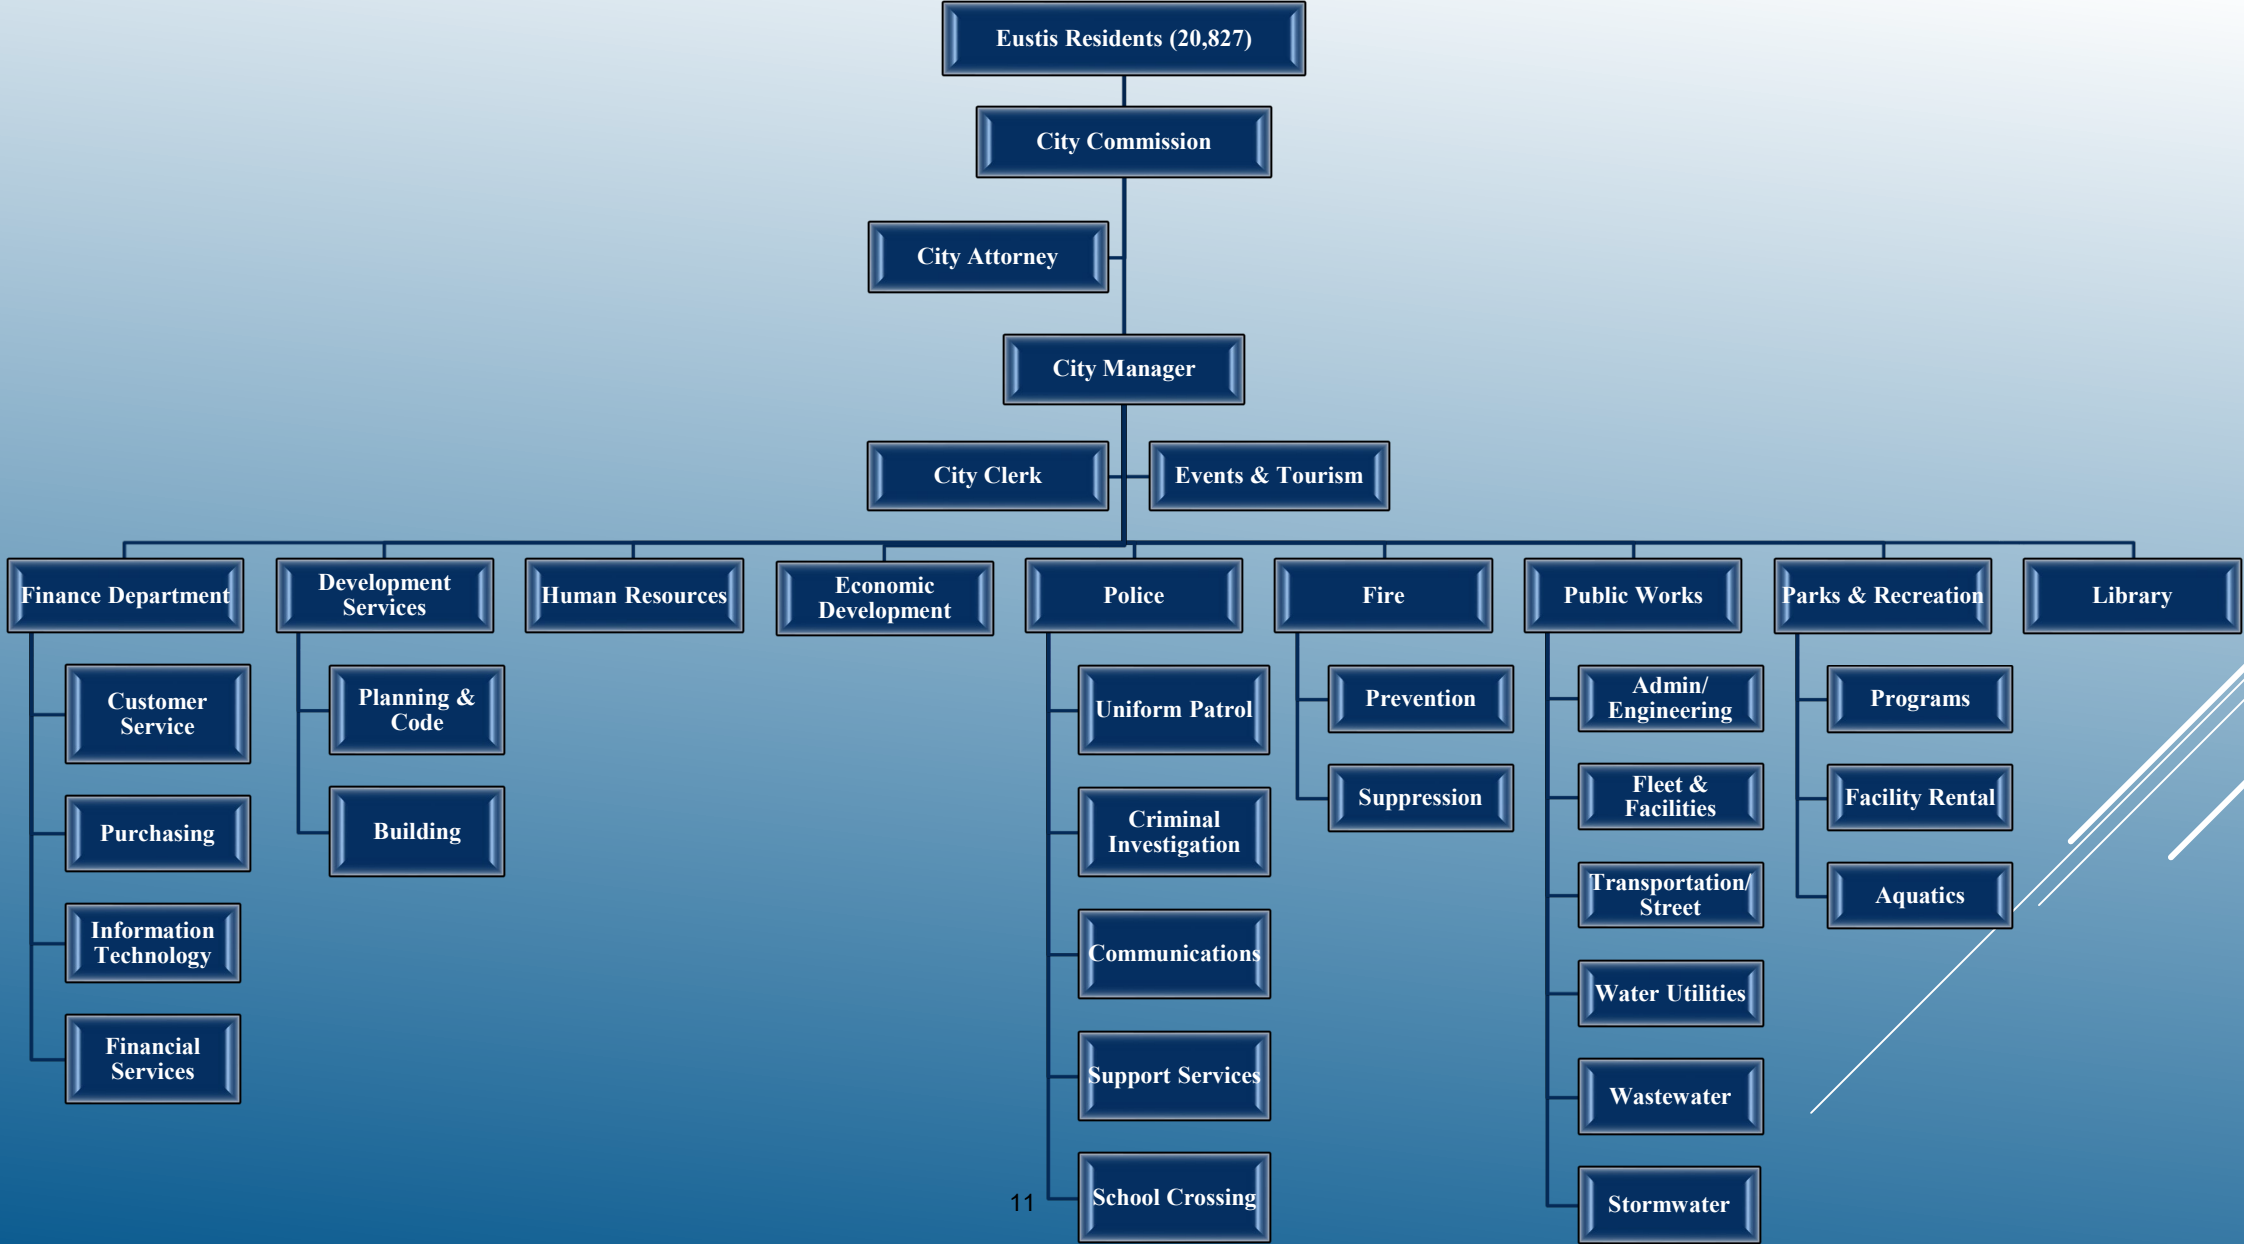 Eustis Residents (20,827)
City Commission
City Attorney
City Manager
City Clerk
Events & Tourism
Finance Department
Development
Services
Human Resources
Economic
Development
Police
Fire
Public Works
Parks & Recreation
Library
Customer
Service
Purchasing
Information
Technology
Financial
Services
Planning &
Code
Building
Uniform Patrol
Criminal
Investigation
Communications
Support Services
School Crossing
Prevention
Suppression
Admin/
Engineering
Fleet &
Facilities
Transportation/
Street
Water Utilities
Wastewater
Stormwater
Programs
Facility Rental
Aquatics
11